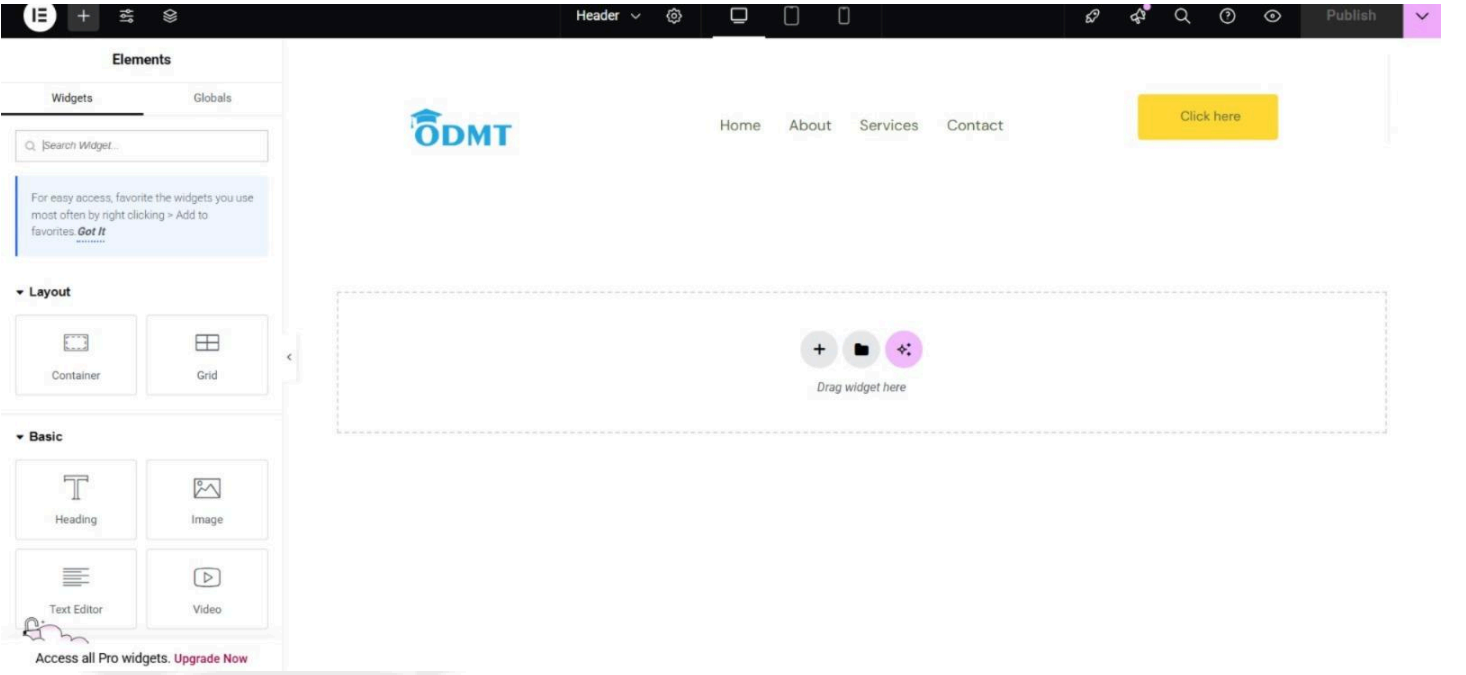 Header
Publish
Elements
Widgets
Globals
Search Widget...
For easy access, favorite the widgets you use
most often by right clicking > Add to
favorites. Got It
Layout
Container
Grid
Basic
Heading
Image
Text Editor
Video
Access all Pro widgets. Upgrade Now
ODMT
Home
About
Services
Contact
Click here
Drag widget here